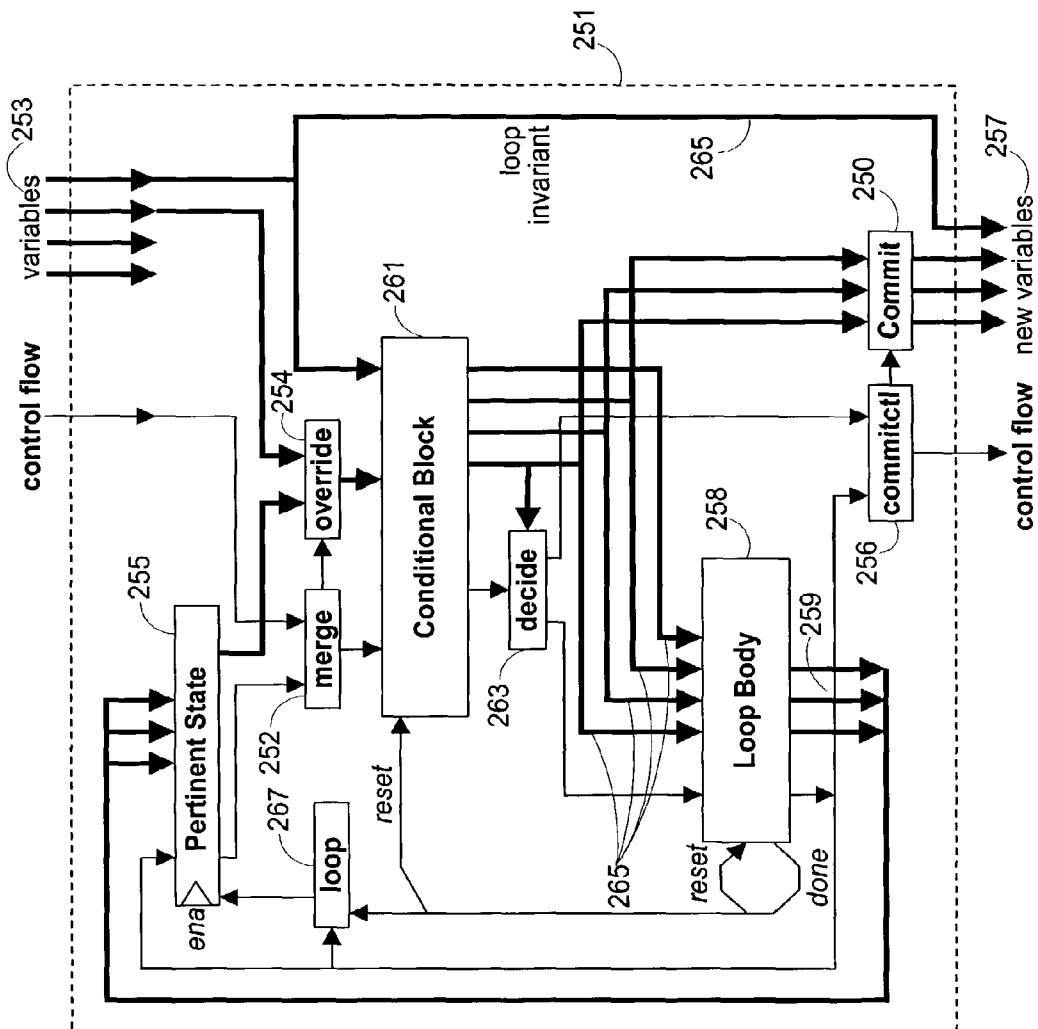 variables 253
control flow
251
Pertinent State
ena
255
254
override
merge
252
loop
267
261
Conditional Block
loop
invariant
265
reset
decide
263
265
reset
done
Loop Body
258
259
250
Commit
commitctl
256
control flow
new variables 257